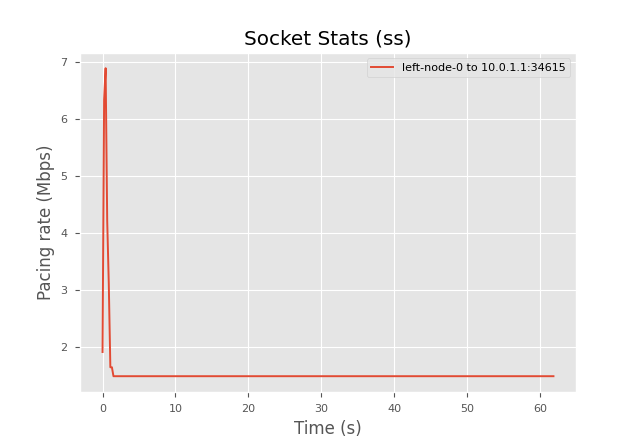 Socket Stats (ss)
left-node-0 to 10.0.1.1:34615
Pacing rate (Mbps)
7
6
5
4
3
2
0 10 20 30 40 50 60
Time (s)